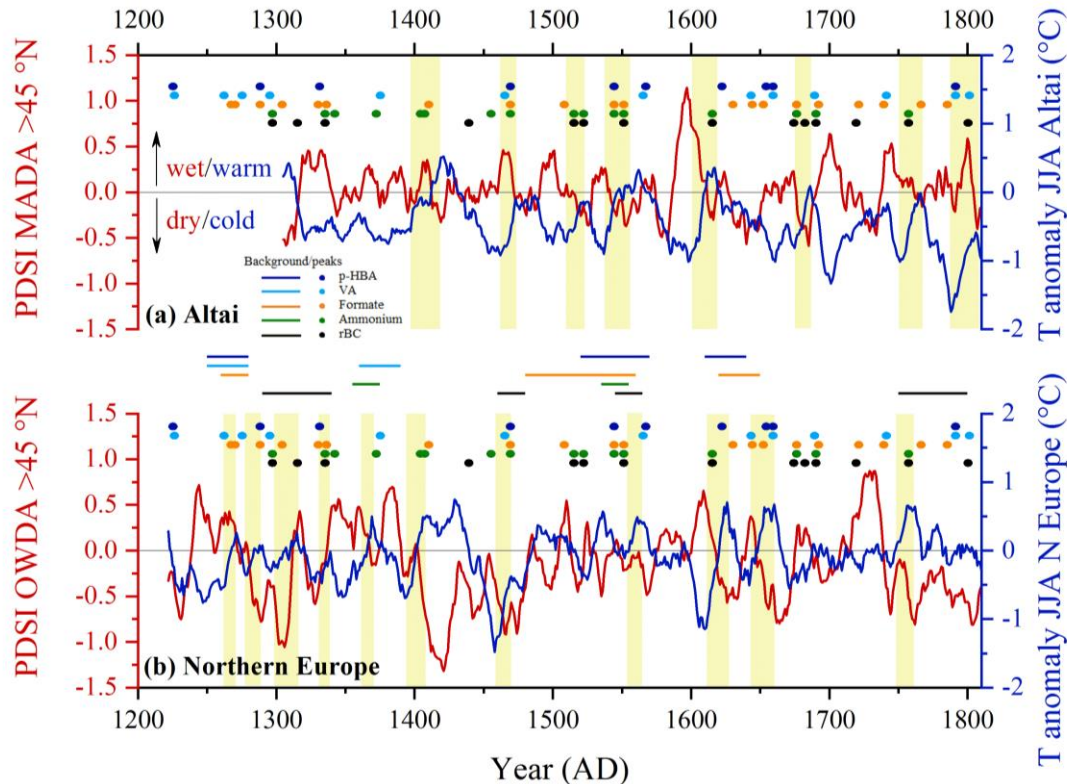 1200 1300 1400 1500 1600 1700 1800
PDSI MADA >45 °N
1.5
1.0
0.5
0.0
-0.5
-1.0
-1.5
wet/warm
dry/cold
Background/peaks
p-HBA
VA
Formate
Ammonium
rBC
(a) Altai
2
1
0
-1
-2
T anomaly JJA Altai (°C)
PDSI OWDA >45 °N
1.5
1.0
0.5
0.0
-0.5
-1.0
-1.5
(b) Northern Europe
2
1
0
-1
-2
T anomaly JJA N Europe (°C)
1200 1300 1400 1500 1600 1700 1800
Year (AD)